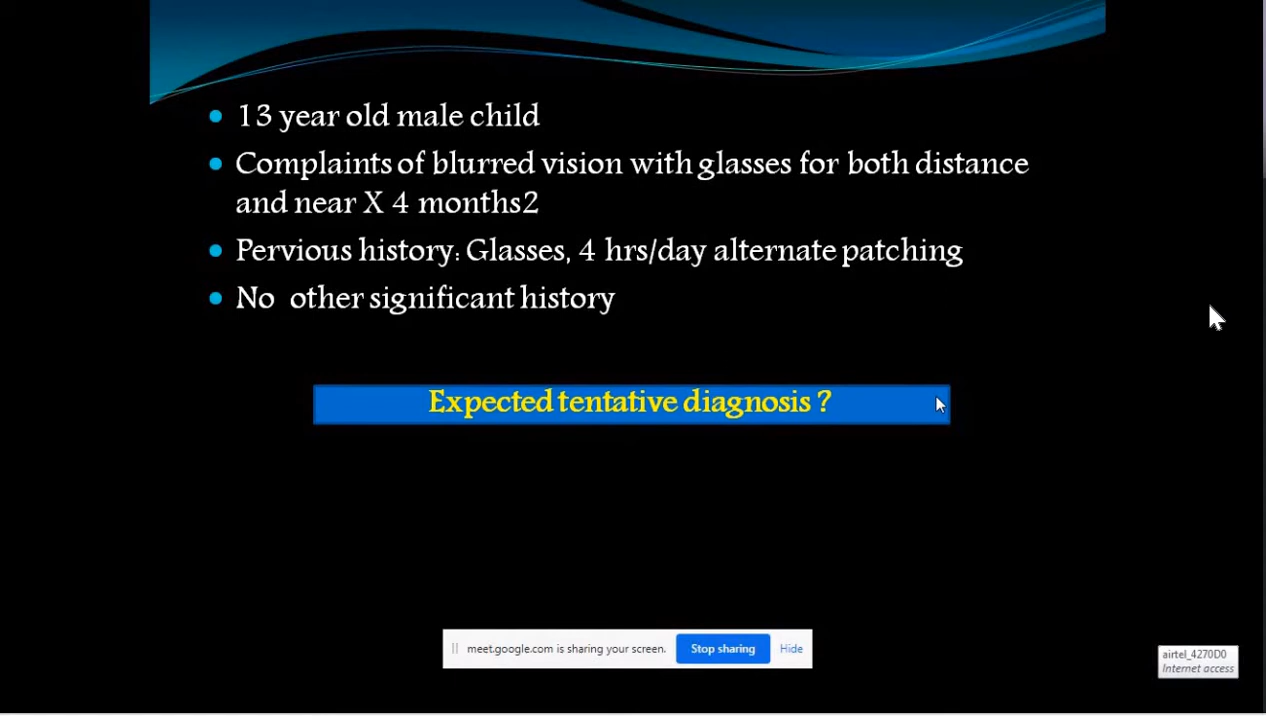 13 year old male child
Complaints of blurred vision with glasses for both distance
and near X 4 months2
Pervious history: Glasses, 4 hrs/day alternate patching
No other significant history
Expected tentative diagnosis ?
meet.google.com is sharing your screen. Stop sharing Hide
airtel_4270D0
Internet access